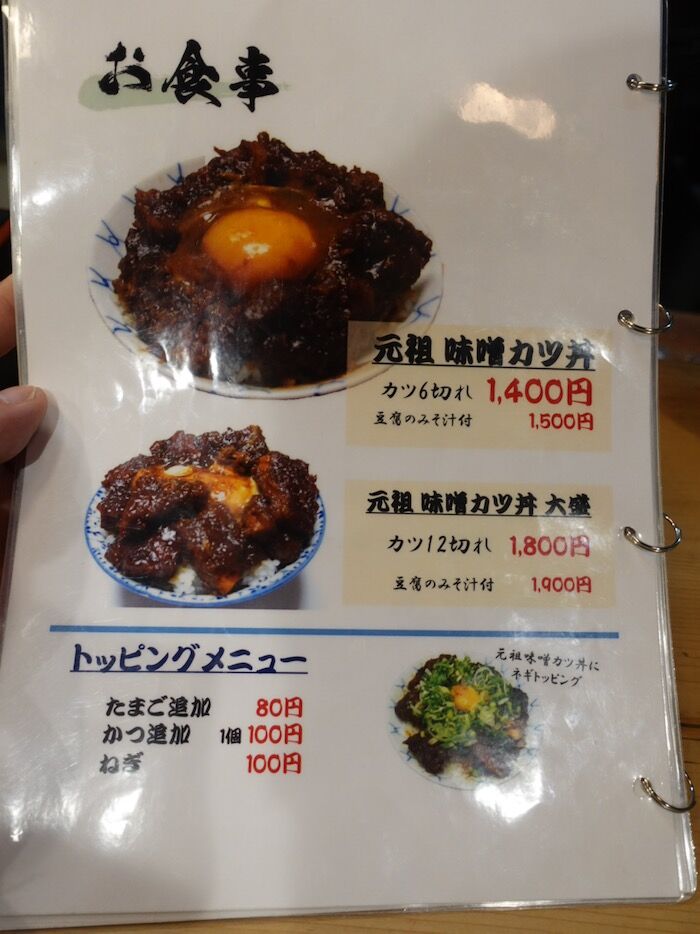 お食事
元祖 味噌カツ丼
カツ6切れ 1,400円
豆腐のみそ汁付 1,500円
元祖 味噌カツ丼 大盛
カツ12切れ 1,800円
豆腐のみそ汁付 1,900円
トッピングメニュー
たまご追加 80円
かつ追加 1個 100円
ねぎ 100円
元祖味噌カツ丼に
ネギトッピング